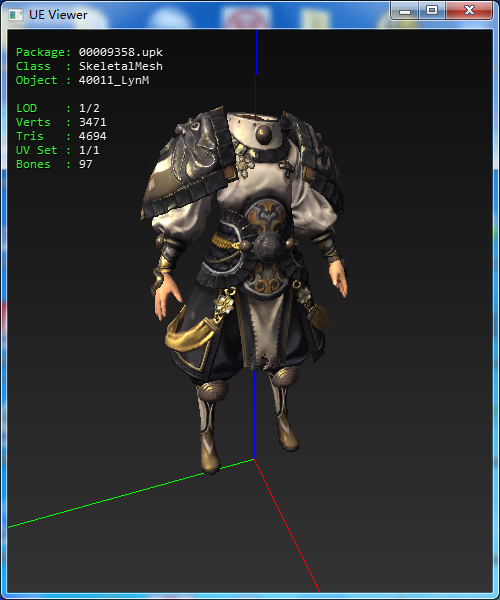 UE Viewer
Package: 00009358.upk
Class : SkeletalMesh
Object : 40011_LynM
LOD : 1/2
Verts : 3471
Tris : 4694
UV Set : 1/1
Bones : 97